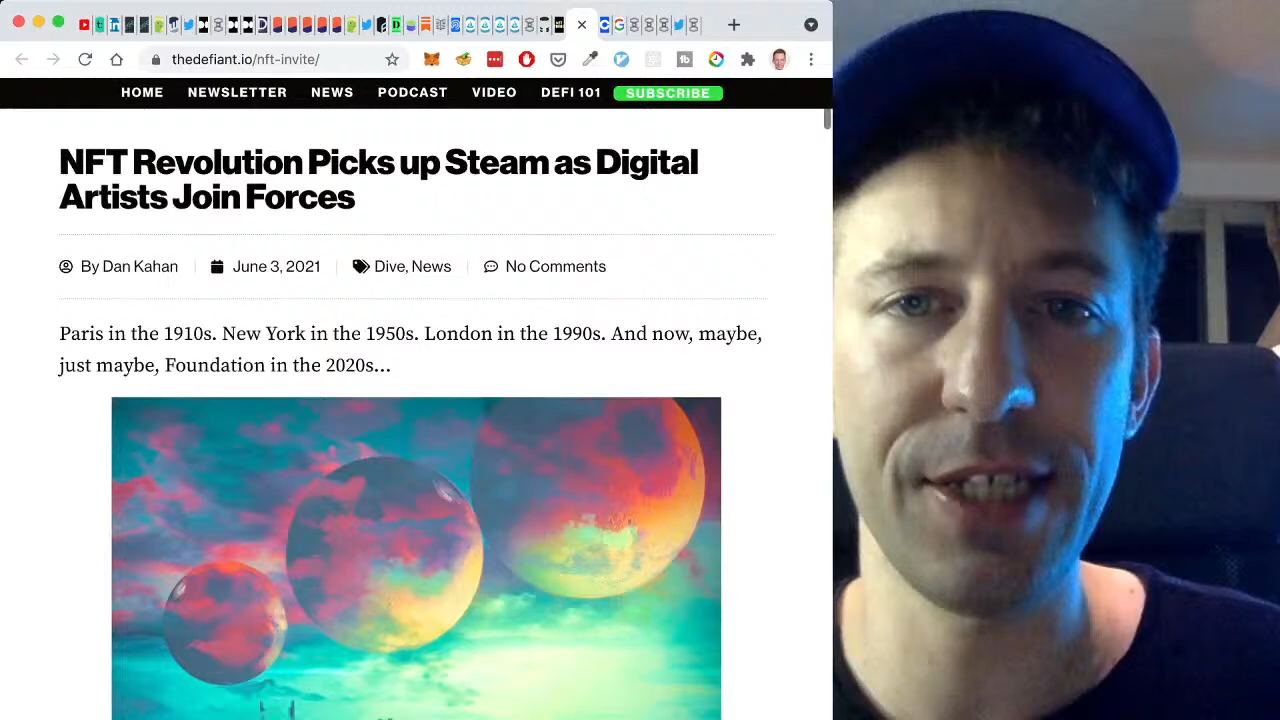 thedefiant.io/nft-invite/
HOME NEWSLETTER NEWS PODCAST VIDEO DEFI 101 SUBSCRIBE
NFT Revolution Picks up Steam as Digital
Artists Join Forces
By Dan Kahan June 3, 2021 Dive, News No Comments
Paris in the 1910s. New York in the 1950s. London in the 1990s. And now, maybe,
just maybe, Foundation in the 2020s...